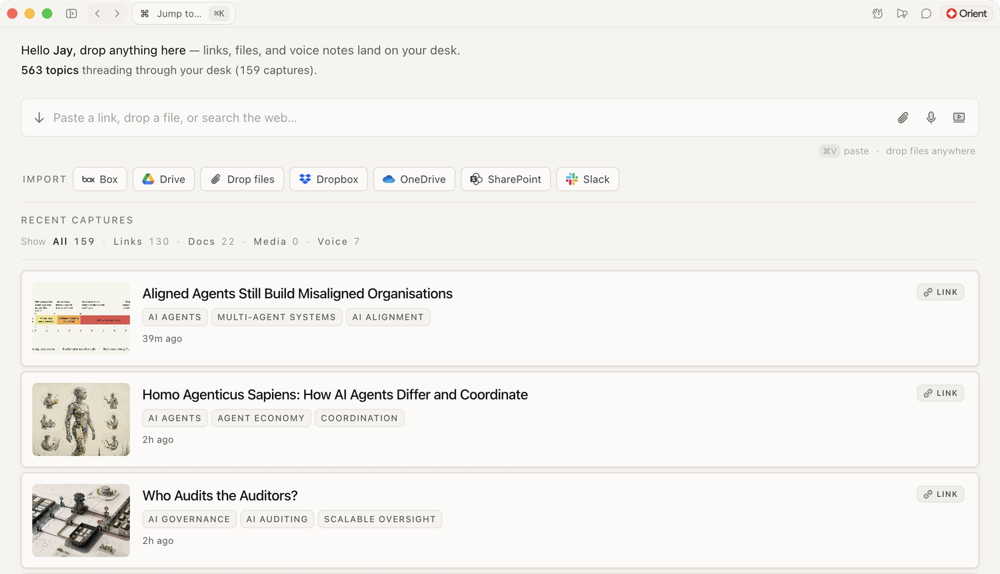 Jump to... ⌘K
Orient
Hello Jay, drop anything here — links, files, and voice notes land on your desk.
563 topics threading through your desk (159 captures).
Paste a link, drop a file, or search the web...
⌘V paste · drop files anywhere
IMPORT Box Drive Drop files Dropbox OneDrive SharePoint Slack
RECENT CAPTURES
Show All 159 · Links 130 · Docs 22 · Media 0 · Voice 7
Aligned Agents Still Build Misaligned Organisations
LINK
AI AGENTS MULTI-AGENT SYSTEMS AI ALIGNMENT
39m ago
Homo Agenticus Sapiens: How AI Agents Differ and Coordinate
LINK
AI AGENTS AGENT ECONOMY COORDINATION
2h ago
Who Audits the Auditors?
LINK
AI GOVERNANCE AI AUDITING SCALABLE OVERSIGHT
2h ago